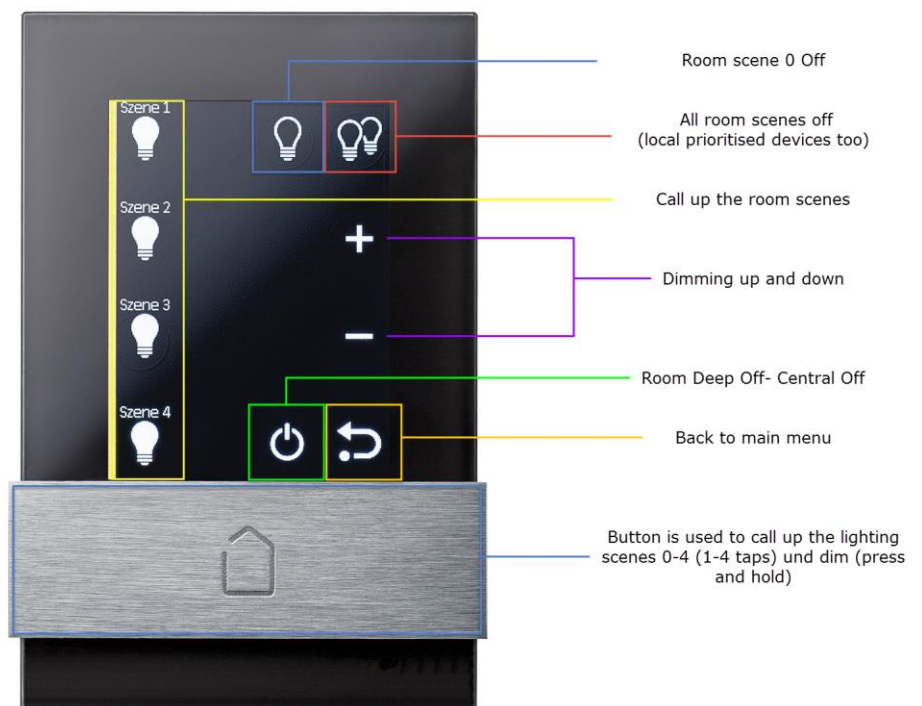 Room scene 0 Off
Szene 1
All room scenes off
(local prioritised devices too)
Call up the room scenes
Szene 2
+
Dimming up and down
Szene 3
-
Room Deep Off- Central Off
Szene 4
Back to main menu
Button is used to call up the lighting
scenes 0-4 (1-4 taps) und dim (press
and hold)